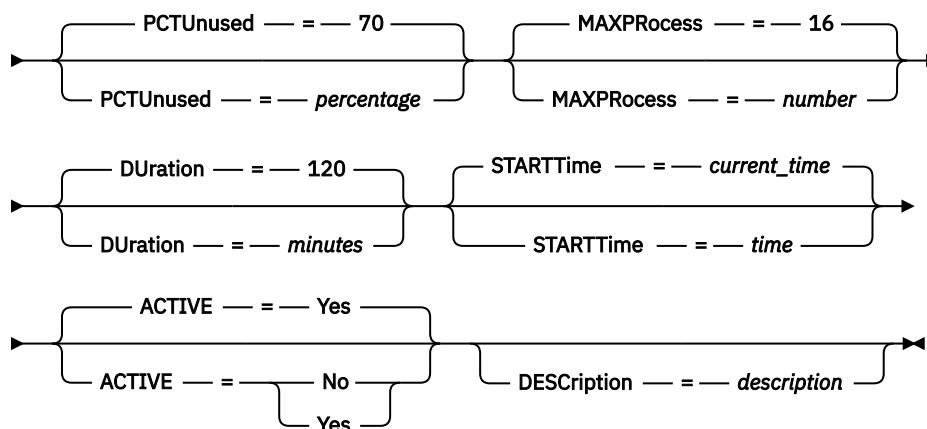 PCTUnused = 70 MAXPRocess = 16
PCTUnused = percentage MAXPRocess = number
DUration = 120 STARTTime = current_time
DUration = minutes STARTTime = time
ACTIVE = Yes
ACTIVE = No DESCription = description
Yes